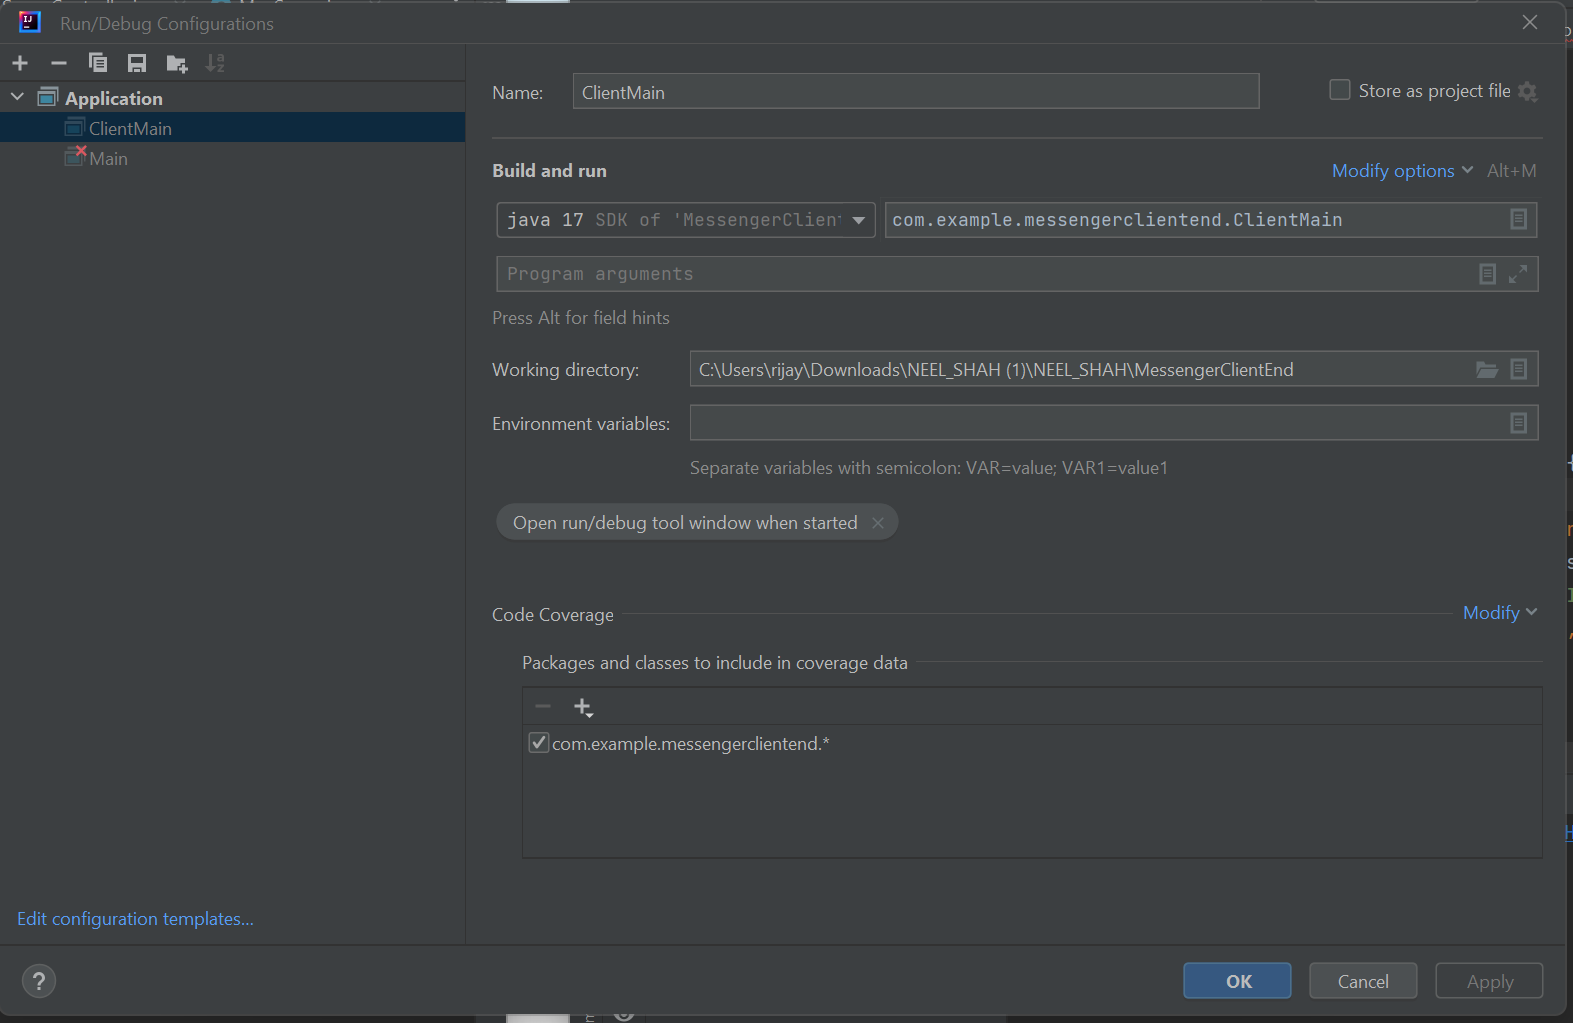 Run/Debug Configurations
Application
ClientMain
Main
Edit configuration templates...
Name: ClientMain
Store as project file
Build and run
Modify options Alt+M
java 17 SDK of 'MessengerClient
com.example.messengerclientend.ClientMain
Program arguments
Press Alt for field hints
Working directory: C:\Users\rijay\Downloads\NEEL_SHAH (1)\NEEL_SHAH\MessengerClientEnd
Environment variables:
Separate variables with semicolon: VAR=value; VAR1=value1
Open run/debug tool window when started
Code Coverage
Modify
Packages and classes to include in coverage data
com.example.messengerclientend.*
? OK Cancel Apply